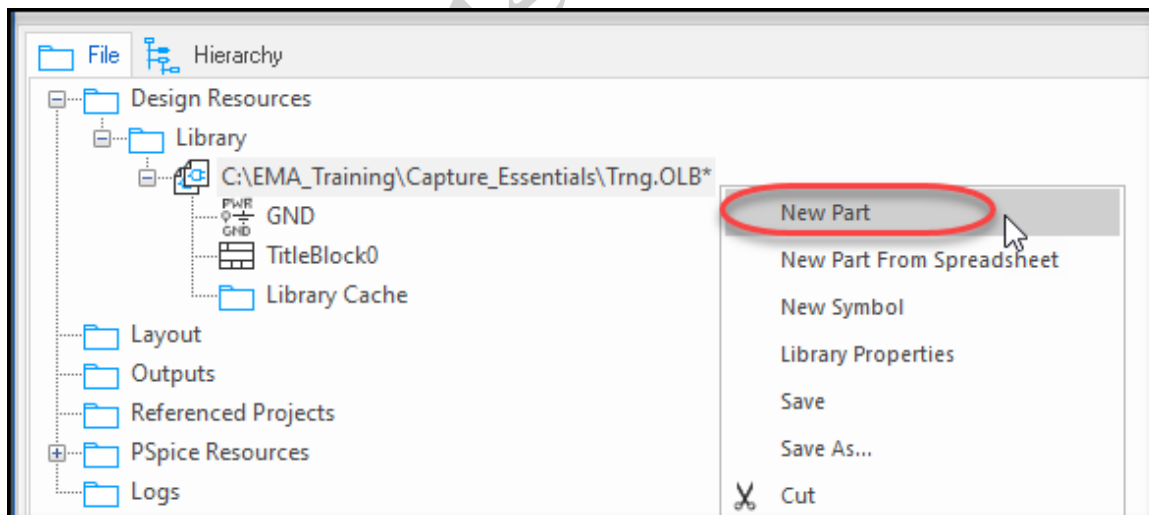 File Hierarchy
Design Resources
Library
C:\EMA_Training\Capture_Essentials\Trng.OLB*
PWR
GND
GND
TitleBlock0
Library Cache
Layout
Outputs
Referenced Projects
PSpice Resources
Logs
New Part
New Part From Spreadsheet
New Symbol
Library Properties
Save
Save As...
Cut